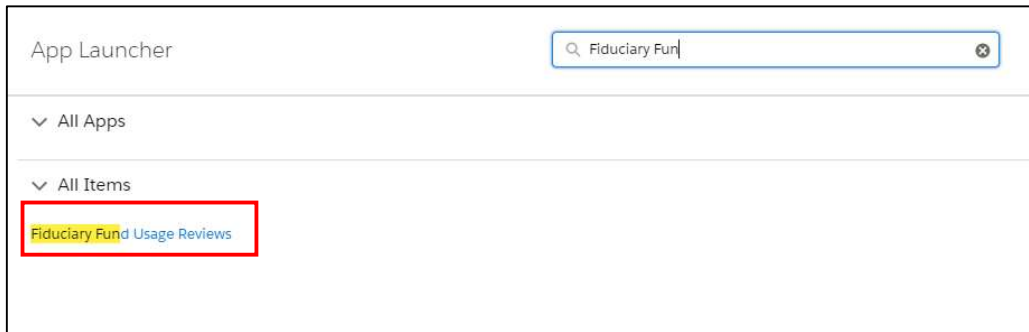 App Launcher
Fiduciary Fun
All Apps
All Items
Fiduciary Fund Usage Reviews